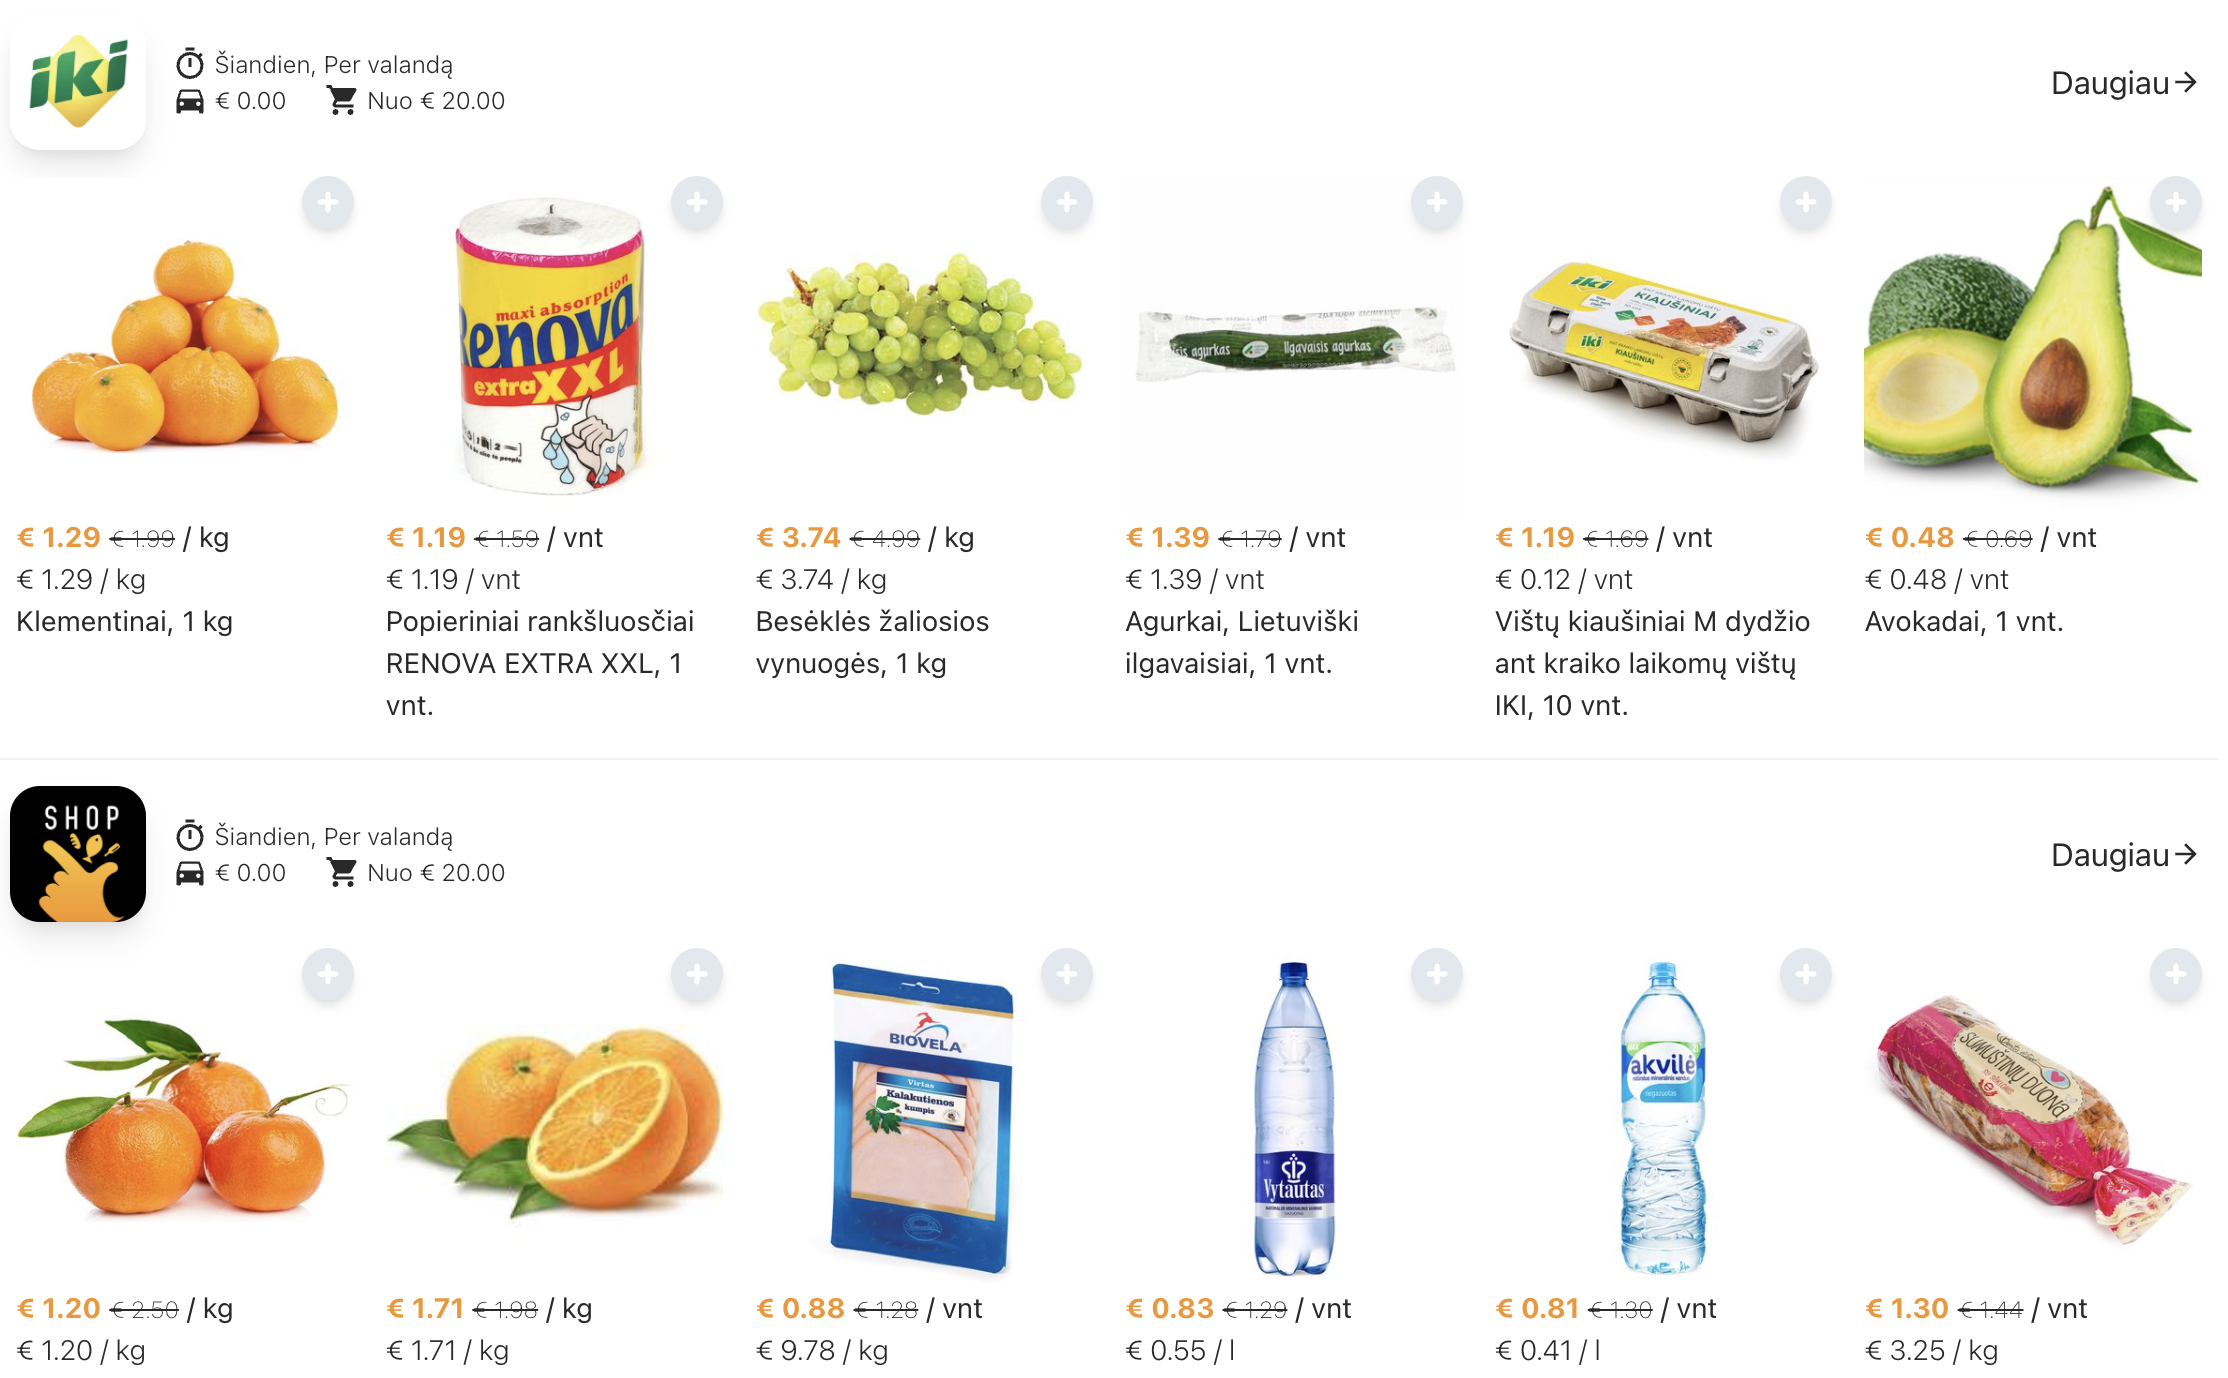 iki
Šiandien, Per valandą
€ 0.00 Nuo € 20.00
Daugiau
maxi absorption
Renova
extra XXL
Ilgavaisis agurkas
iki
KIAUŠINIAI
iki
KIAUŠINIAI
€ 1.29 € 1.99 / kg
€ 1.29 / kg
Klementinai, 1 kg
€ 1.19 € 1.59 / vnt
€ 1.19 / vnt
Popieriniai rankšluosčiai
RENOVA EXTRA XXL, 1
vnt.
€ 3.74 € 4.99 / kg
€ 3.74 / kg
Besėklės žaliosios
vynuogės, 1 kg
€ 1.39 € 1.79 / vnt
€ 1.39 / vnt
Agurkai, Lietuviški
ilgavaisiai, 1 vnt.
€ 1.19 € 1.69 / vnt
€ 0.12 / vnt
Vištų kiaušiniai M dydžio
ant kraiko laikomų vištų
IKI, 10 vnt.
€ 0.48 € 0.69 / vnt
€ 0.48 / vnt
Avokadai, 1 vnt.
SHOP
Šiandien, Per valandą
€ 0.00 Nuo € 20.00
Daugiau
BIOVELA
Virtas
Kalakutienos
kumpis
Vytautas
akvilė
negazuotas
SUMUŠTINIŲ DUONA
€ 1.20 € 2.50 / kg
€ 1.20 / kg
€ 1.71 € 1.98 / kg
€ 1.71 / kg
€ 0.88 € 1.28 / vnt
€ 9.78 / kg
€ 0.83 € 1.29 / vnt
€ 0.55 / l
€ 0.81 € 1.30 / vnt
€ 0.41 / l
€ 1.30 € 1.44 / vnt
€ 3.25 / kg